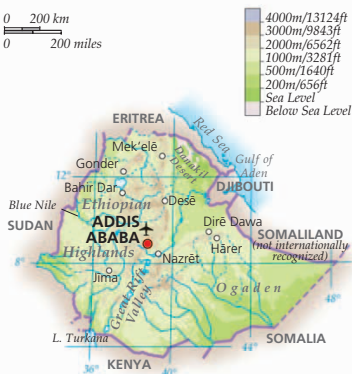 0 200 km
0 200 miles
4000m/13124ft
3000m/9843ft
2000m/6562ft
1000m/3281ft
500m/1640ft
200m/656ft
Sea Level
Below Sea Level
ERITREA
Red Sea
Mek'elē
Gonder
Danakil
Desert
Gulf of
Aden
12°
Bahir Dar
DJIBOUTI
Blue Nile
Ethiopian
Desē
SUDAN
ADDIS
ABABA
Dirē Dawa
SOMALILAND
(not internationally
recognized)
Hārer
Highlands
Nazrēt
8°
Jīma
Great Rift
Valley
Ogaden
48°
L. Turkana
SOMALIA
44°
36°
40°
KENYA